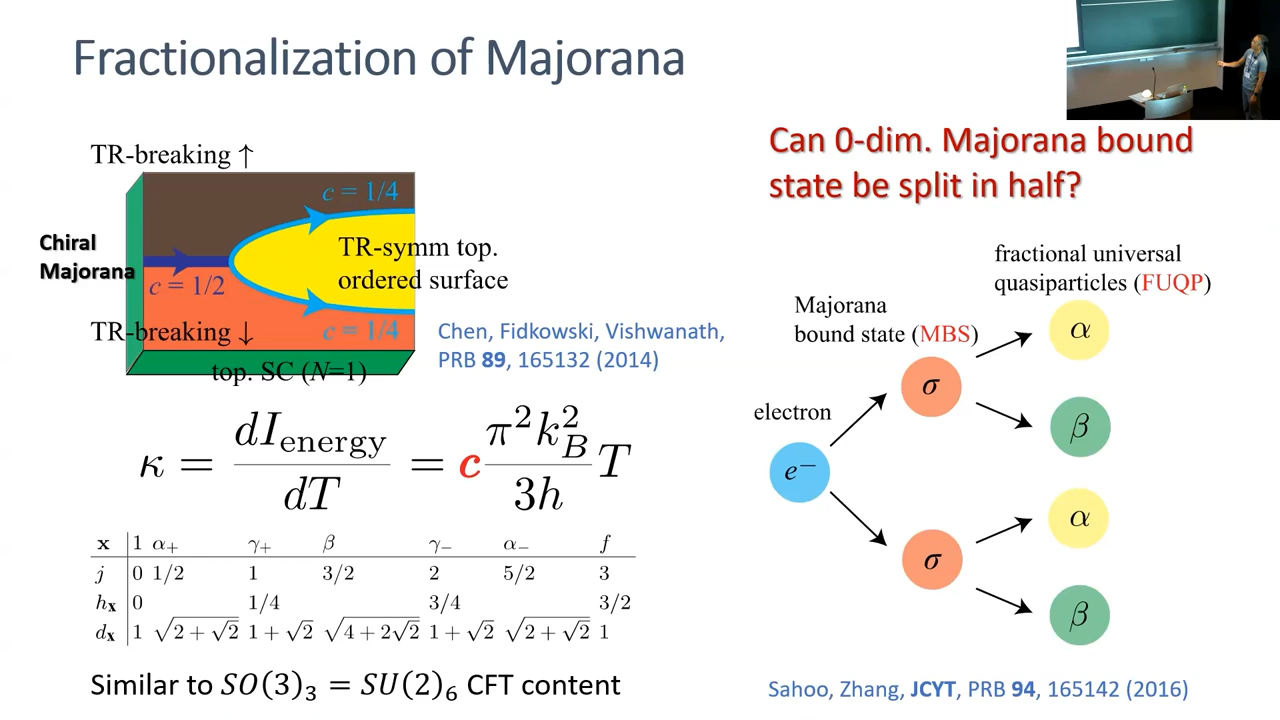 Fractionalization of Majorana
TR-breaking ↑
c = 1/4
Chiral
Majorana
TR-symm top.
ordered surface
c = 1/2
TR-breaking ↓
c = 1/4
top. SC (N=1)
Chen, Fidkowski, Vishwanath,
PRB 89, 165132 (2014)
κ = dI_energy/dT = c π²k_B²/3h T
x 1 α₊ γ₊ β γ₋ α₋ f
j 0 1/2 1 3/2 2 5/2 3
hₓ 0 1/4 3/4 3/2
dₓ 1 √(2+√2) 1+√2 √(4+2√2) 1+√2 √(2+√2) 1
Similar to SO(3)₃ = SU(2)₆ CFT content
Can 0-dim. Majorana bound
state be split in half?
fractional universal
quasiparticles (FUQP)
Majorana
bound state (MBS)
electron
e⁻
σ
σ
α
β
α
β
Sahoo, Zhang, JCYT, PRB 94, 165142 (2016)